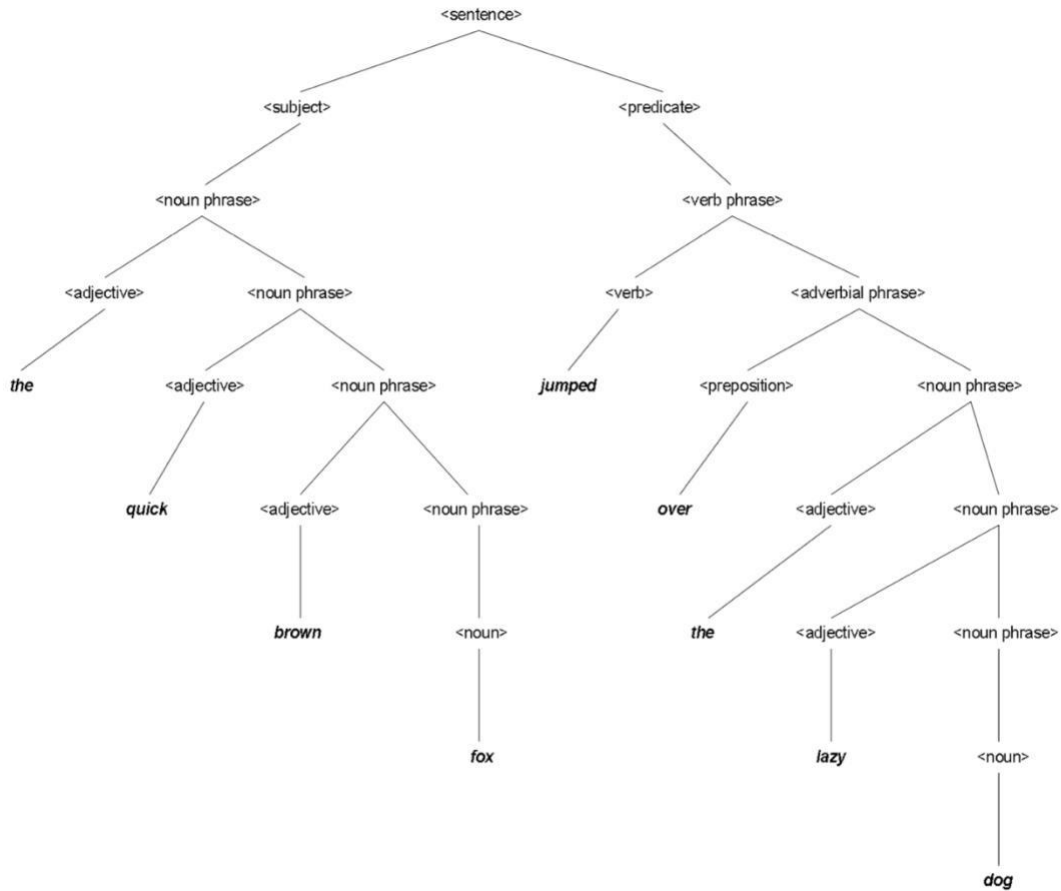 <sentence>
<subject> <predicate>
<noun phrase> <verb phrase>
<adjective> <noun phrase> <verb> <adverbial phrase>
the <adjective> <noun phrase> jumped <preposition> <noun phrase>
quick <adjective> <noun phrase> over <adjective> <noun phrase>
brown <noun> the <adjective> <noun phrase>
fox lazy <noun>
dog